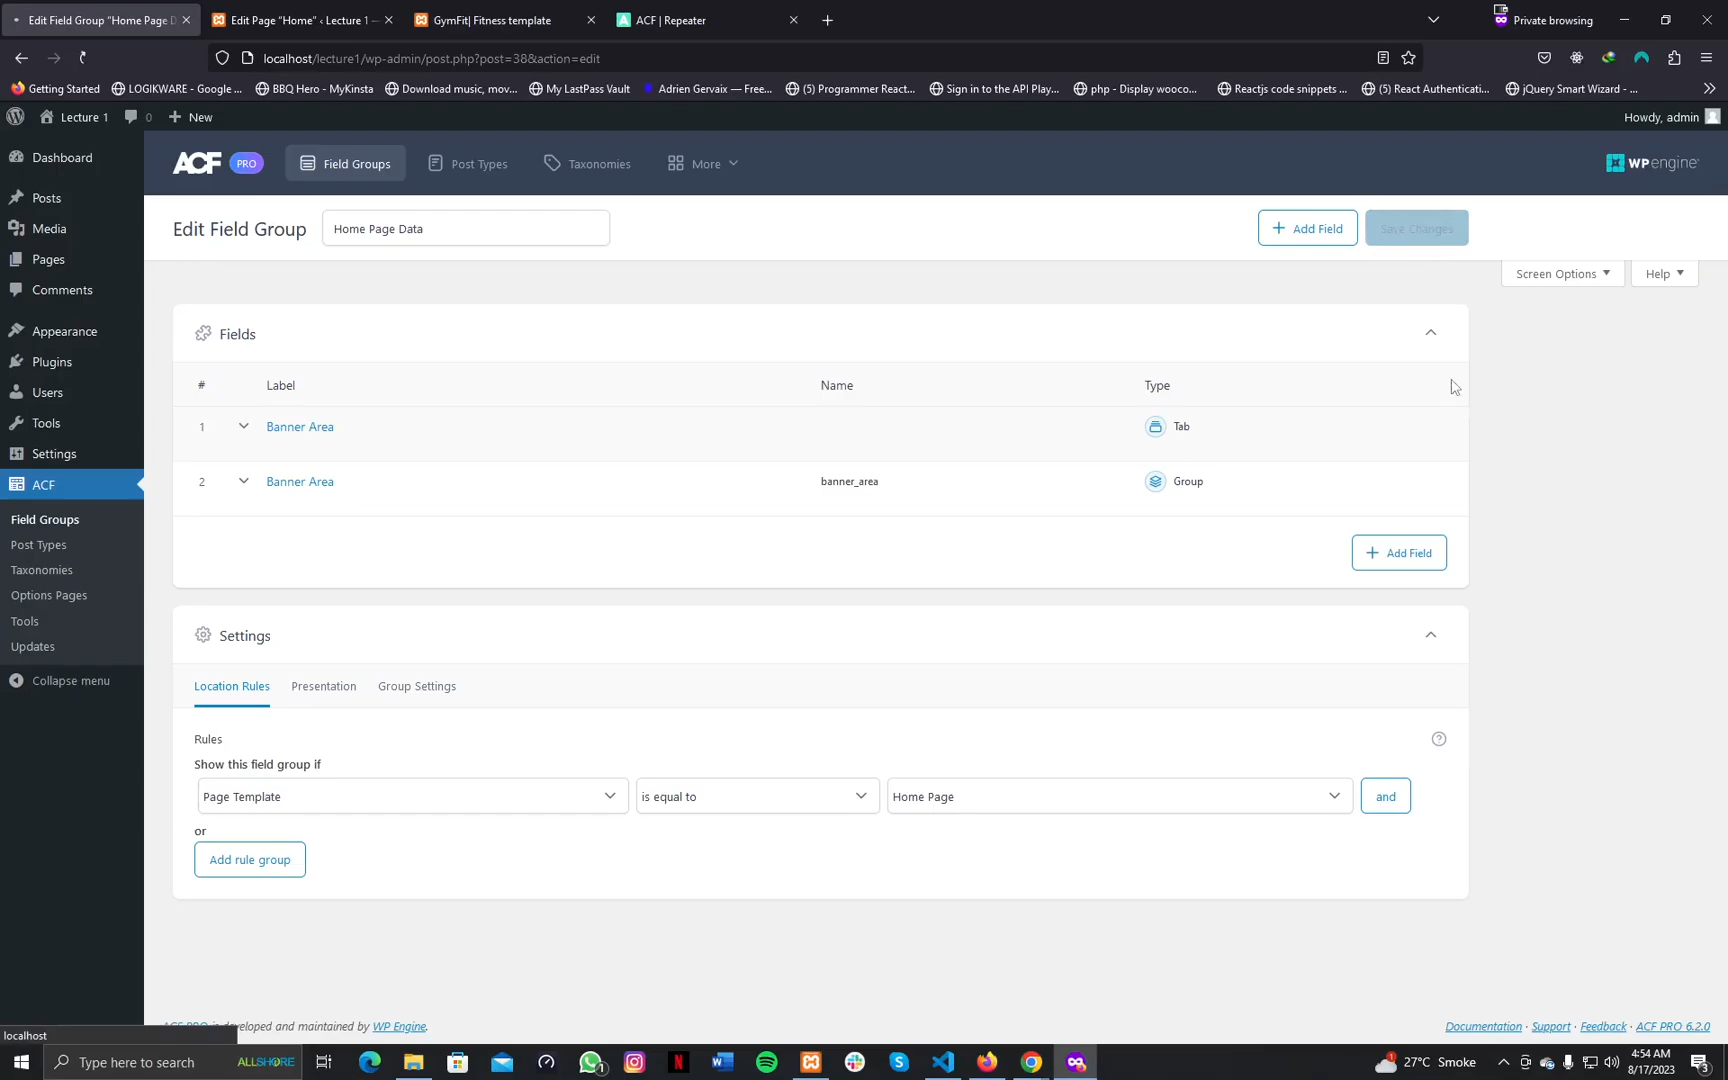 Edit Field Group "Home Page D
Edit Page “Home” ‹ Lecture 1 —
GymFit| Fitness template
ACF | Repeater
Private browsing
localhost/lecture1/wp-admin/post.php?post=38&action=edit
Getting Started
LOGIKWARE - Google ...
BBQ Hero - MyKinsta
Download music, mov...
My LastPass Vault
Adrien Gervaix — Free...
(5) Programmer React...
Sign in to the API Play...
php - Display wooco...
Reactjs code snippets ...
(5) React Authenticati...
jQuery Smart Wizard - ...
Lecture 1
0
New
Howdy, admin
Dashboard
Posts
Media
Pages
Comments
Appearance
Plugins
Users
Tools
Settings
ACF
Field Groups
Post Types
Taxonomies
Options Pages
Tools
Updates
Collapse menu
ACF PRO
Field Groups
Post Types
Taxonomies
More
WP engine
Edit Field Group
Home Page Data
+ Add Field
Save Changes
Screen Options
Help
Fields
# Label Name Type
1 Banner Area Tab
2 Banner Area banner_area Group
+ Add Field
Settings
Location Rules
Presentation
Group Settings
Rules
Show this field group if
Page Template
is equal to
Home Page
and
or
Add rule group
ACF PRO is developed and maintained by WP Engine.
Documentation · Support · Feedback · ACF PRO 6.2.0
localhost
Type here to search
ALLSHORE
1
27°C Smoke
4:54 AM
8/17/2023
3